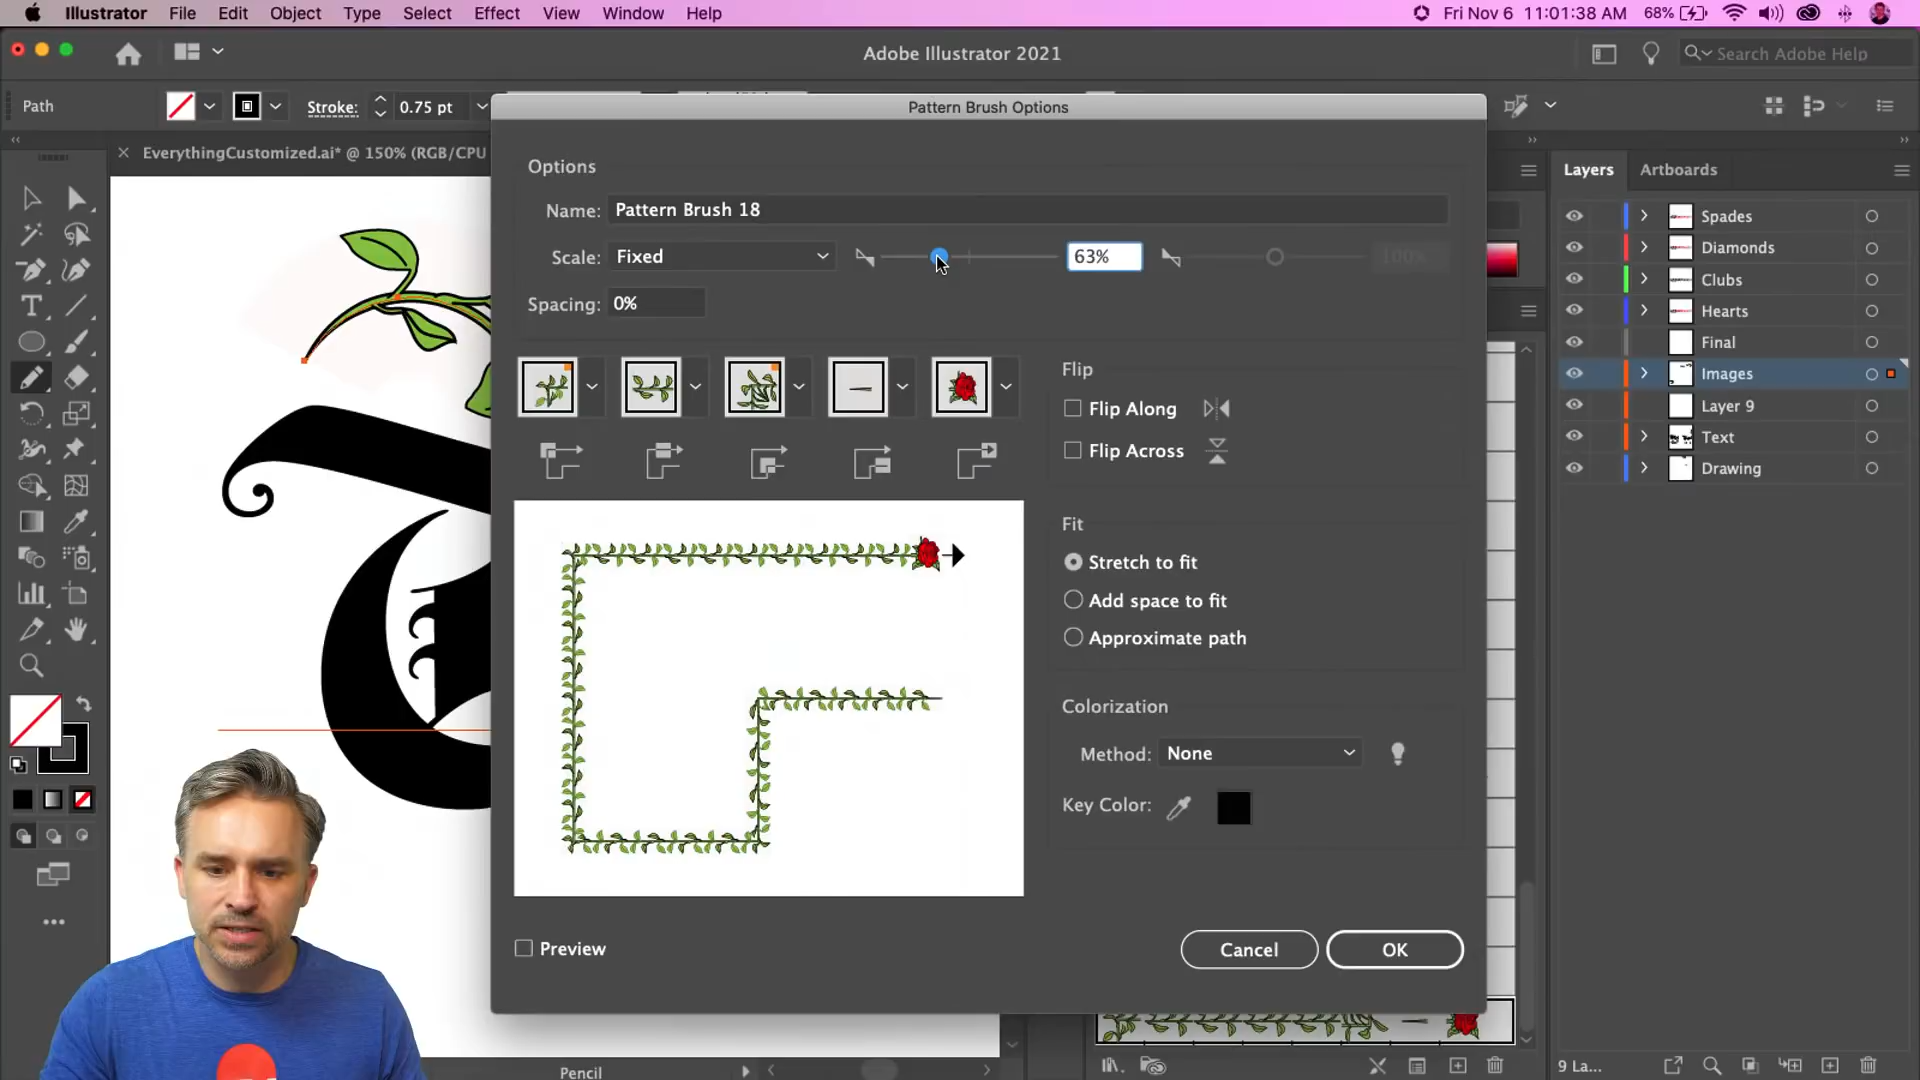 Illustrator File Edit Object Type Select Effect View Window Help Fri Nov 6 11:01:38 AM 68%
Adobe Illustrator 2021 Search Adobe Help
Path Stroke: 0.75 pt
Pattern Brush Options
EverythingCustomized.ai* @ 150% (RGB/CPU
Layers Artboards
Options
Name: Pattern Brush 18
Scale: Fixed 63% 100%
Spacing: 0%
Spades
Diamonds
Clubs
Hearts
Final
Images
Layer 9
Text
Drawing
Flip
Flip Along
Flip Across
Fit
Stretch to fit
Add space to fit
Approximate path
Colorization
Method: None
Key Color:
Preview Cancel OK
Pencil
9 La...